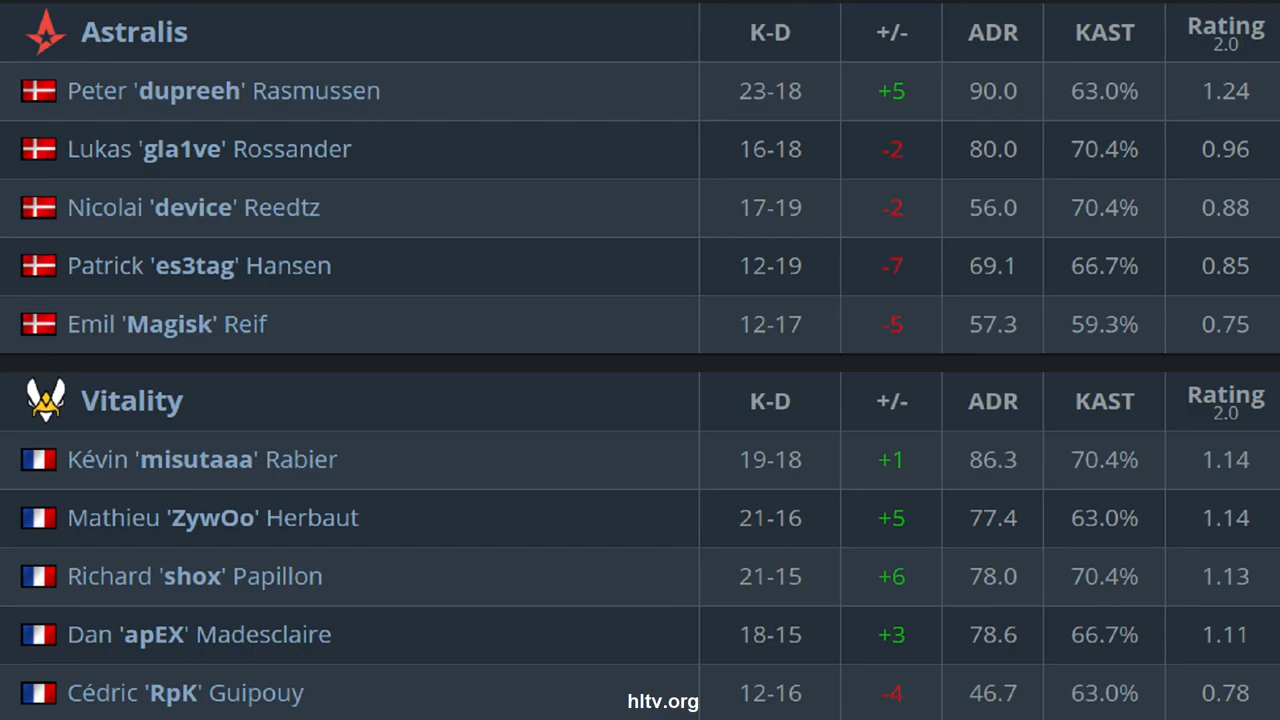 Astralis K-D +/- ADR KAST Rating 2.0
Peter 'dupreeh' Rasmussen 23-18 +5 90.0 63.0% 1.24
Lukas 'gla1ve' Rossander 16-18 -2 80.0 70.4% 0.96
Nicolai 'device' Reedtz 17-19 -2 56.0 70.4% 0.88
Patrick 'es3tag' Hansen 12-19 -7 69.1 66.7% 0.85
Emil 'Magisk' Reif 12-17 -5 57.3 59.3% 0.75
Vitality K-D +/- ADR KAST Rating 2.0
Kévin 'misutaaa' Rabier 19-18 +1 86.3 70.4% 1.14
Mathieu 'ZywOo' Herbaut 21-16 +5 77.4 63.0% 1.14
Richard 'shox' Papillon 21-15 +6 78.0 70.4% 1.13
Dan 'apEX' Madesclaire 18-15 +3 78.6 66.7% 1.11
Cédric 'RpK' Guipouy 12-16 -4 46.7 63.0% 0.78
hltv.org